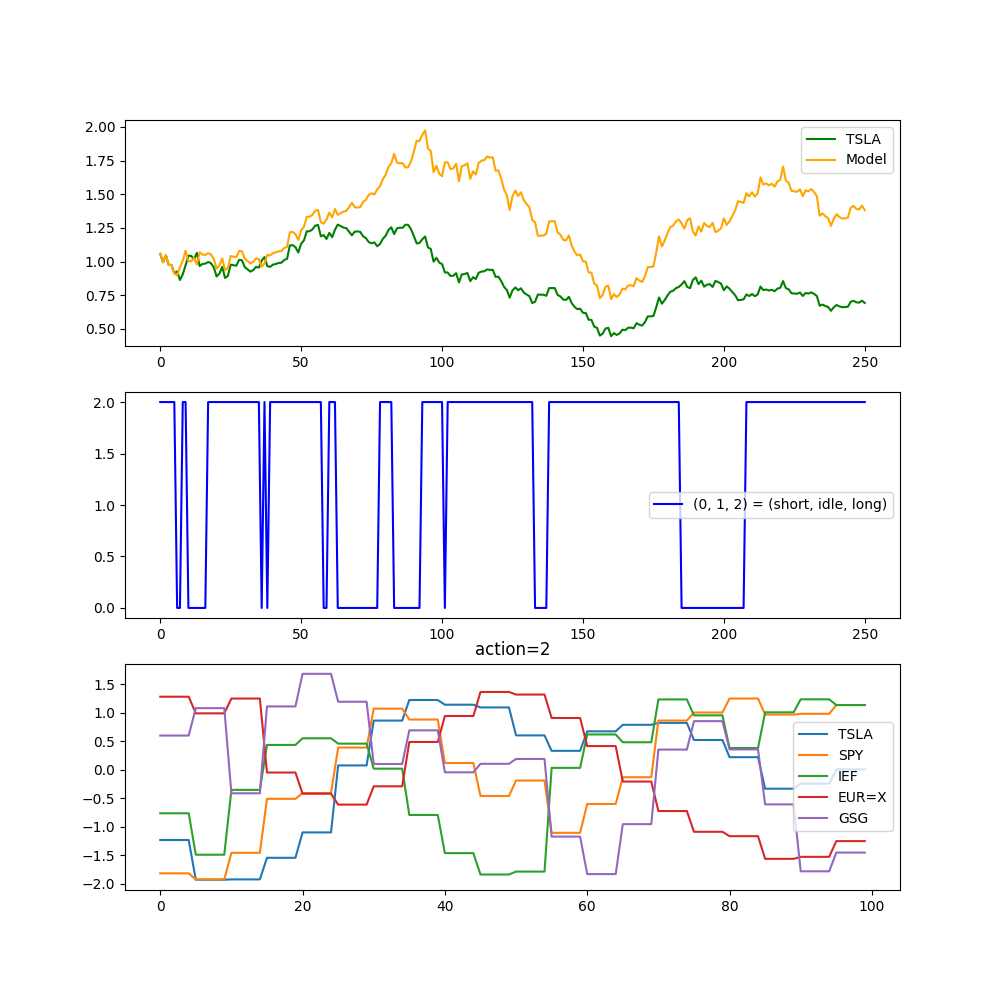 2.00
1.75
1.50
1.25
1.00
0.75
0.50
TSLA
Model
0 50 100 150 200 250
2.0
1.5
1.0
0.5
0.0
(0, 1, 2) = (short, idle, long)
0 50 100 150 200 250
action=2
1.5
1.0
0.5
0.0
−0.5
−1.0
−1.5
−2.0
TSLA
SPY
IEF
EUR=X
GSG
0 20 40 60 80 100